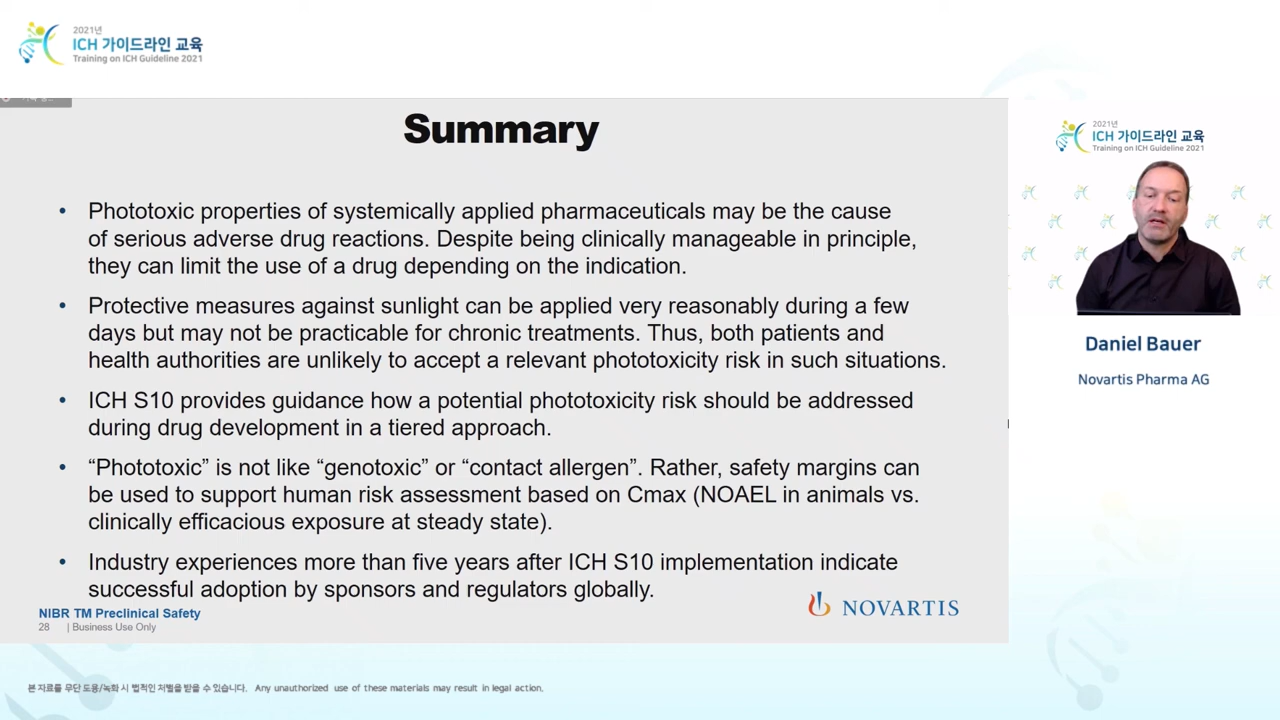 2021년
ICH 가이드라인 교육
Training on ICH Guideline 2021
Summary
• Phototoxic properties of systemically applied pharmaceuticals may be the cause
of serious adverse drug reactions. Despite being clinically manageable in principle,
they can limit the use of a drug depending on the indication.
• Protective measures against sunlight can be applied very reasonably during a few
days but may not be practicable for chronic treatments. Thus, both patients and
health authorities are unlikely to accept a relevant phototoxicity risk in such situations.
• ICH S10 provides guidance how a potential phototoxicity risk should be addressed
during drug development in a tiered approach.
• “Phototoxic” is not like “genotoxic” or “contact allergen”. Rather, safety margins can
be used to support human risk assessment based on Cmax (NOAEL in animals vs.
clinically efficacious exposure at steady state).
• Industry experiences more than five years after ICH S10 implementation indicate
successful adoption by sponsors and regulators globally.
NIBR TM Preclinical Safety
28 | Business Use Only
NOVARTIS
2021년
ICH 가이드라인 교육
Training on ICH Guideline 2021
Daniel Bauer
Novartis Pharma AG
본 자료를 무단 도용/녹화 시 법적인 처벌을 받을 수 있습니다. Any unauthorized use of these materials may result in legal action.